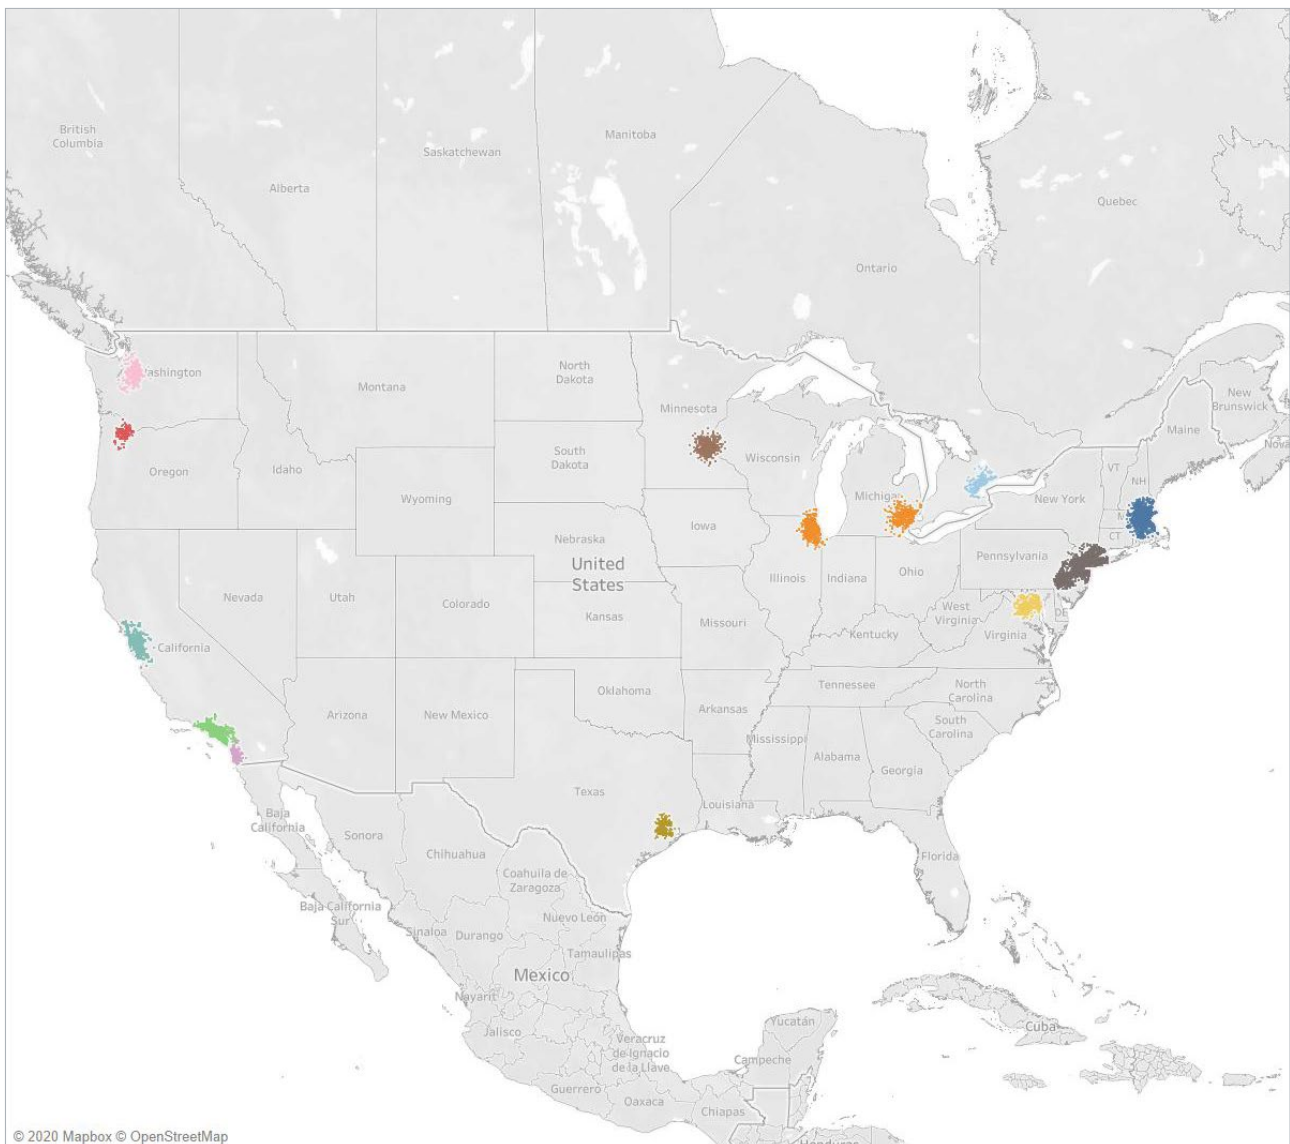 British
Columbia
Alberta
Saskatchewan
Manitoba
Ontario
Quebec
ashington
Montana
North
Dakota
Minnesota
New
Brunswick
Maine
Nova
Oregon
Idaho
South
Dakota
Wisconsin
Wyoming
Michiga
VT
NH
New York
Iowa
Nebraska
CT
Pennsylvania
United
States
Illinois
Indiana
Ohio
Nevada
Utah
Colorado
Kansas
Missouri
West
Virginia
DE
Virginia
Kentucky
California
Oklahoma
Tennessee
North
Carolina
Arizona
New Mexico
Arkansas
South
Carolina
Mississippi
Alabama
Georgia
Texas
Louisiana
Baja
California
Sonora
Chihuahua
Florida
Coahuila de
Zaragoza
Baja California
Sur
Nuevo León
Sinaloa
Durango
Tamaulipas
Mexico
Nayarit
Yucatán
Cuba
Jalisco
Veracruz
de Ignacio
de la Llave
Campeche
Guerrero
Oaxaca
Chiapas
Honduras
© 2020 Mapbox © OpenStreetMap